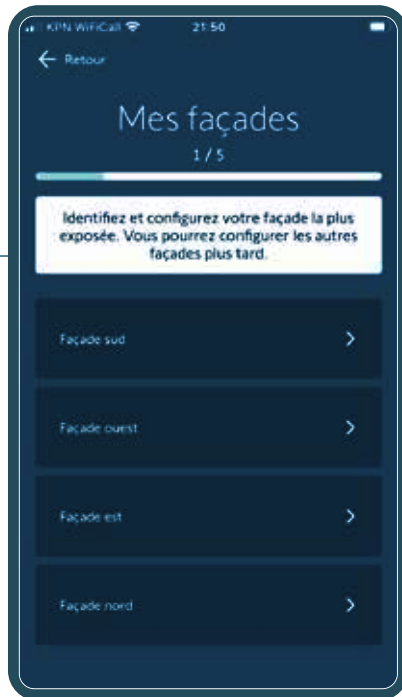 KPN WiFiCall 21:50
Retour
Mes façades
1 / 5
Identifiez et configurez votre façade la plus
exposée. Vous pourrez configurer les autres
façades plus tard.
Façade sud
Façade ouest
Façade est
Façade nord